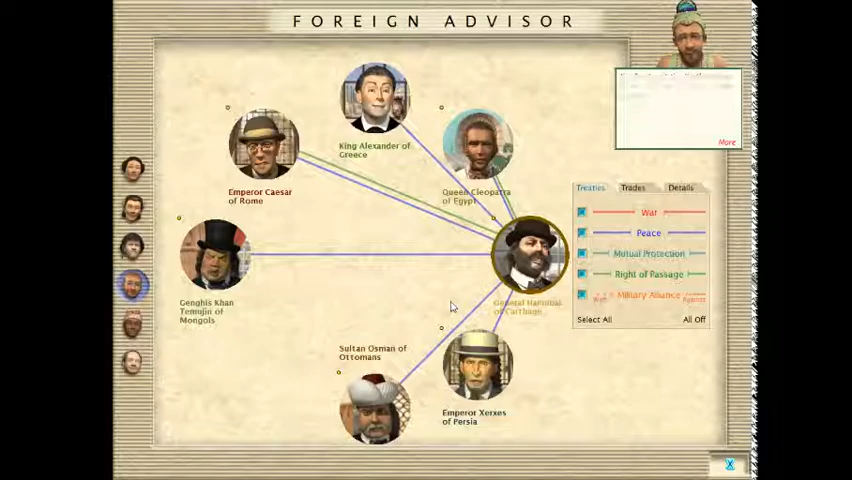 FOREIGN ADVISOR
King Alexander of
Greece
Emperor Caesar
of Rome
Queen Cleopatra
of Egypt
More
Treaties Trades Details
War
Peace
Mutual Protection
Right of Passage
Military Alliance
Against
Select All All Off
Genghis Khan
Temujin of
Mongols
General Hannibal
of Carthage
Sultan Osman of
Ottomans
Emperor Xerxes
of Persia
X